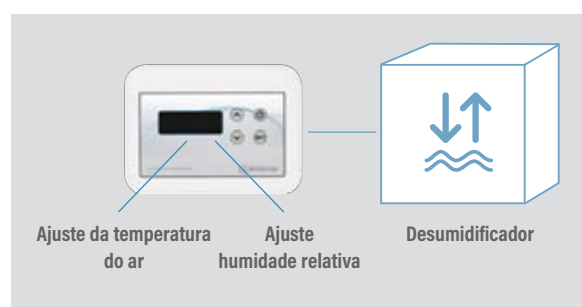 Ajuste da temperatura
do ar
Ajuste
humidade relativa
Desumidificador